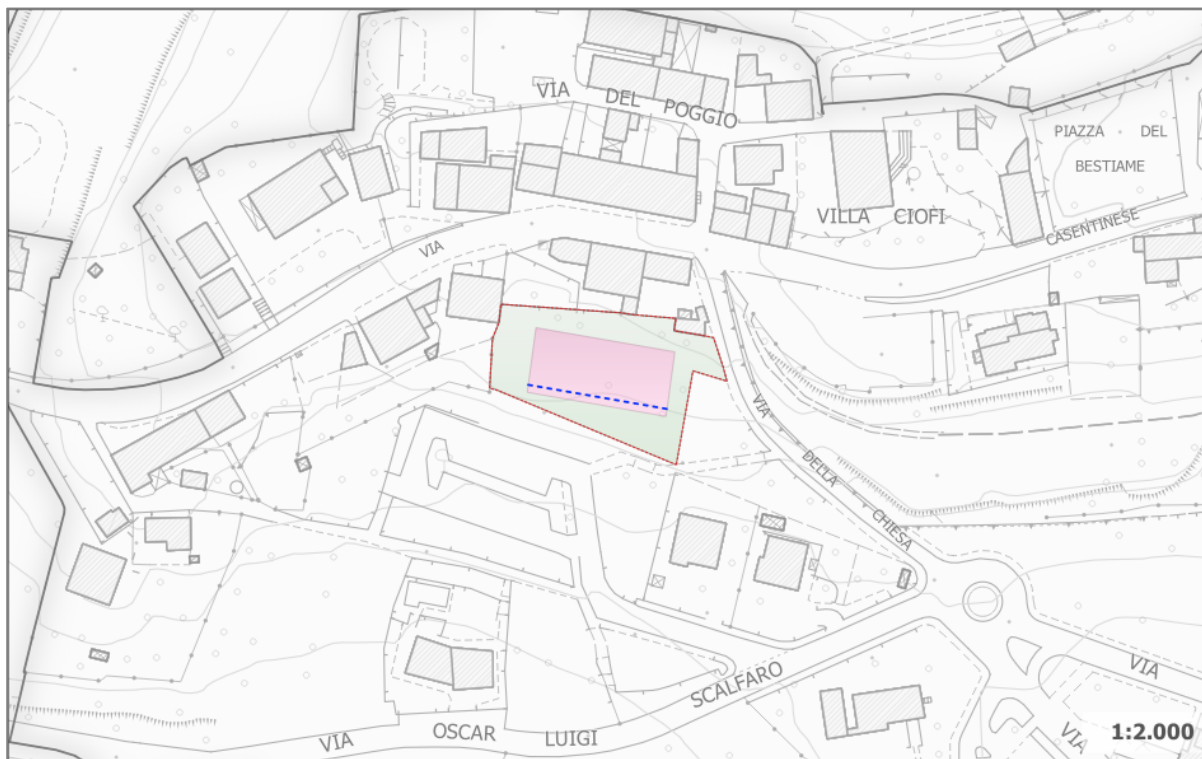 VIA DEL POGGIO
PIAZZA DEL
BESTIAME
VILLA CIOFI
CASENTINESE
VIA
VIA DELLA CHIESA
SCALFARO
VIA OSCAR LUIGI
VIA
VIA
1:2.000